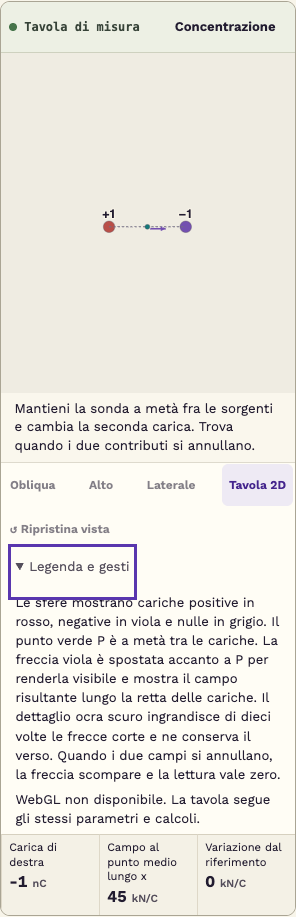 Tavola di misura Concentrazione
+1 −1
Mantieni la sonda a metà fra le sorgenti
e cambia la seconda carica. Trova
quando i due contributi si annullano.
Obliqua Alto Laterale Tavola 2D
↺ Ripristina vista
▼ Legenda e gesti
Le sfere mostrano cariche positive in
rosso, negative in viola e nulle in grigio. Il
punto verde P è a metà tra le cariche. La
freccia viola è spostata accanto a P per
renderla visibile e mostra il campo
risultante lungo la retta delle cariche. Il
dettaglio ocra scuro ingrandisce di dieci
volte le frecce corte e ne conserva il
verso. Quando i due campi si annullano,
la freccia scompare e la lettura vale zero.
WebGL non disponibile. La tavola segue
gli stessi parametri e calcoli.
Carica di
destra
−1 nC
Campo al
punto medio
lungo x
45 kN/C
Variazione dal
riferimento
0 kN/C